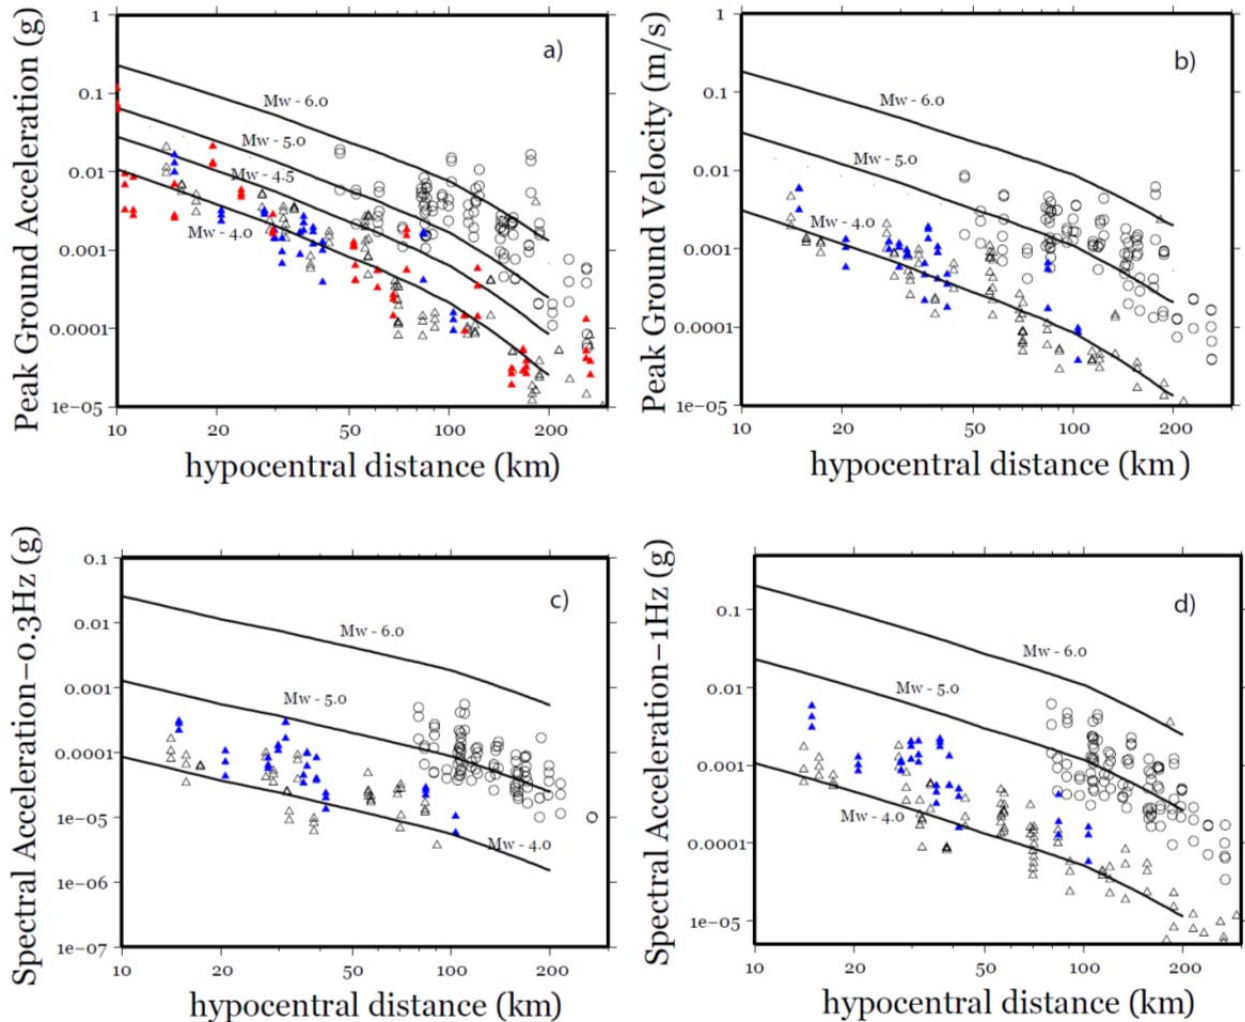 Peak Ground Acceleration (g)
1
0.1
0.01
0.001
0.0001
1e-05
a)
Mw - 6.0
Mw - 5.0
Mw - 4.5
Mw - 4.0
10 20 50 100 200
hypocentral distance (km)
Peak Ground Velocity (m/s)
1
0.1
0.01
0.001
0.0001
1e-05
b)
Mw - 6.0
Mw - 5.0
Mw - 4.0
10 20 50 100 200
hypocentral distance (km)
Spectral Acceleration-0.3Hz (g)
0.1
0.01
0.001
0.0001
1e-05
1e-06
1e-07
c)
Mw - 6.0
Mw - 5.0
Mw - 4.0
10 20 50 100 200
hypocentral distance (km)
Spectral Acceleration-1Hz (g)
0.1
0.01
0.001
0.0001
1e-05
d)
Mw - 6.0
Mw - 5.0
Mw - 4.0
10 20 50 100 200
hypocentral distance (km)